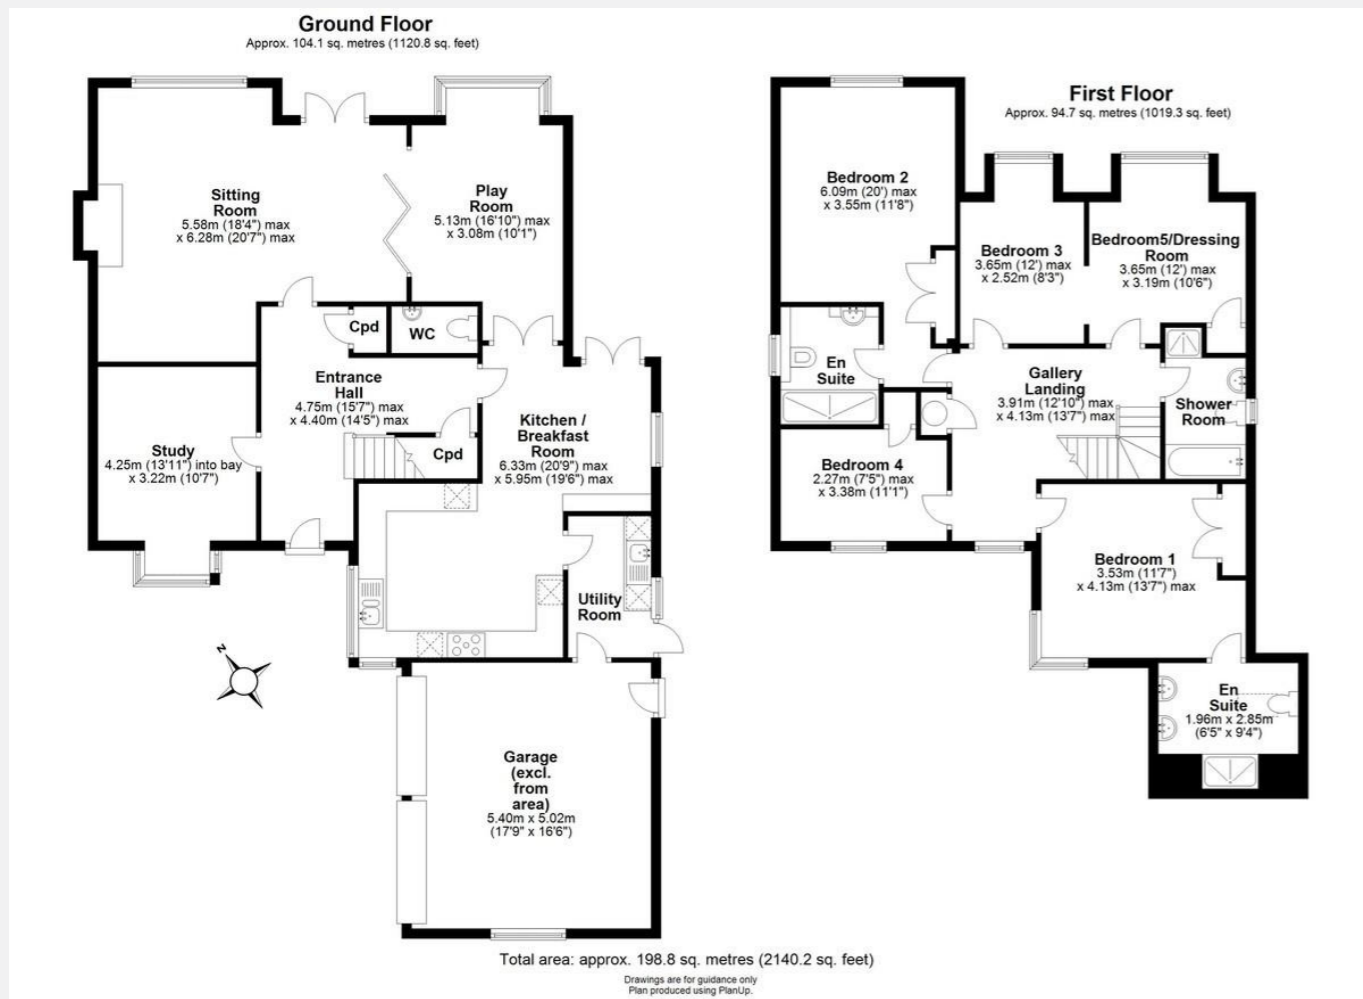 Ground Floor
Approx. 104.1 sq. metres (1120.8 sq. feet)
Sitting
Room
5.58m (18'4") max
x 6.28m (20'7") max
Play
Room
5.13m (16'10") max
x 3.08m (10'1")
Cpd
WC
Entrance
Hall
4.75m (15'7") max
x 4.40m (14'5") max
Study
4.25m (13'11") into bay
x 3.22m (10'7")
Cpd
Kitchen /
Breakfast
Room
6.33m (20'9") max
x 5.95m (19'6") max
Utility
Room
N
Garage
(excl.
from
area)
5.40m x 5.02m
(17'9" x 16'6")
First Floor
Approx. 94.7 sq. metres (1019.3 sq. feet)
Bedroom 2
6.09m (20') max
x 3.55m (11'8")
Bedroom 3
3.65m (12') max
x 2.52m (8'3")
Bedroom5/Dressing
Room
3.65m (12') max
x 3.19m (10'6")
En
Suite
Gallery
Landing
3.91m (12'10") max
x 4.13m (13'7") max
Shower
Room
Bedroom 4
2.27m (7'5") max
x 3.38m (11'1")
Bedroom 1
3.53m (11'7")
x 4.13m (13'7") max
En
Suite
1.96m x 2.85m
(6'5" x 9'4")
Total area: approx. 198.8 sq. metres (2140.2 sq. feet)
Drawings are for guidance only
Plan produced using PlanUp.